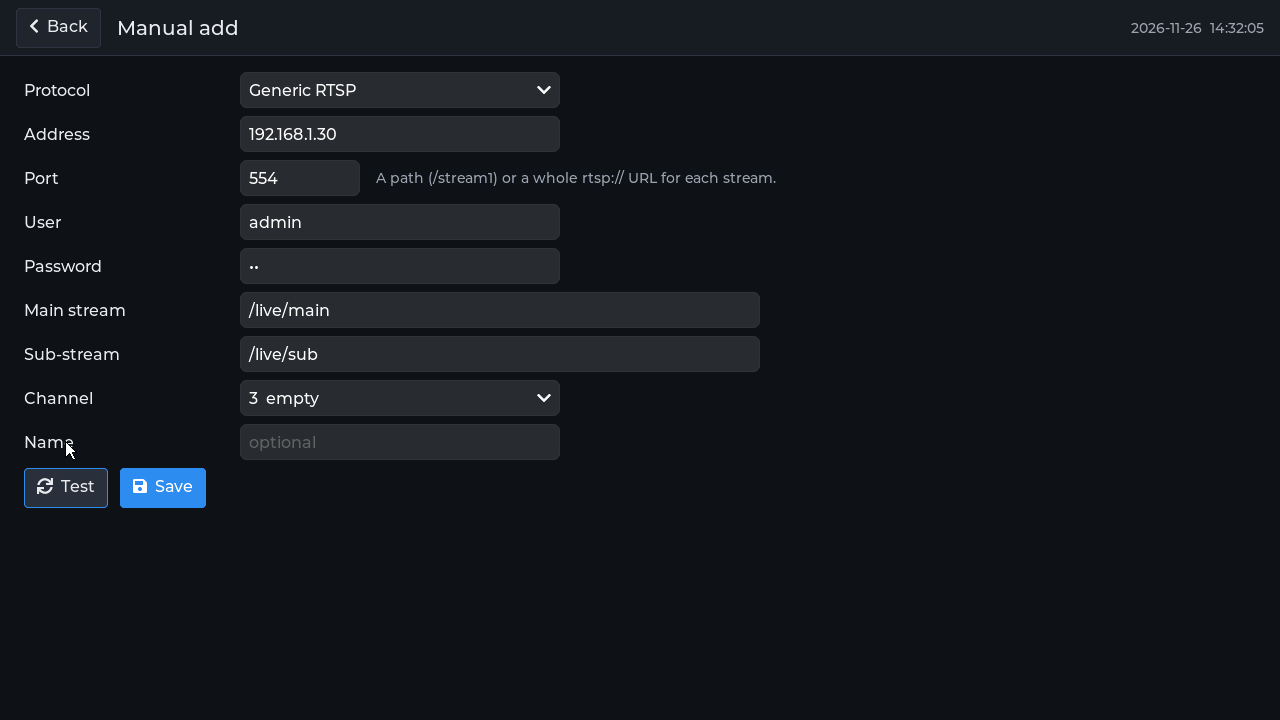 Back Manual add 2026-11-26 14:32:05
Protocol Generic RTSP
Address 192.168.1.30
Port 554 A path (/stream1) or a whole rtsp:// URL for each stream.
User admin
Password ••
Main stream /live/main
Sub-stream /live/sub
Channel 3 empty
Name optional
Test Save